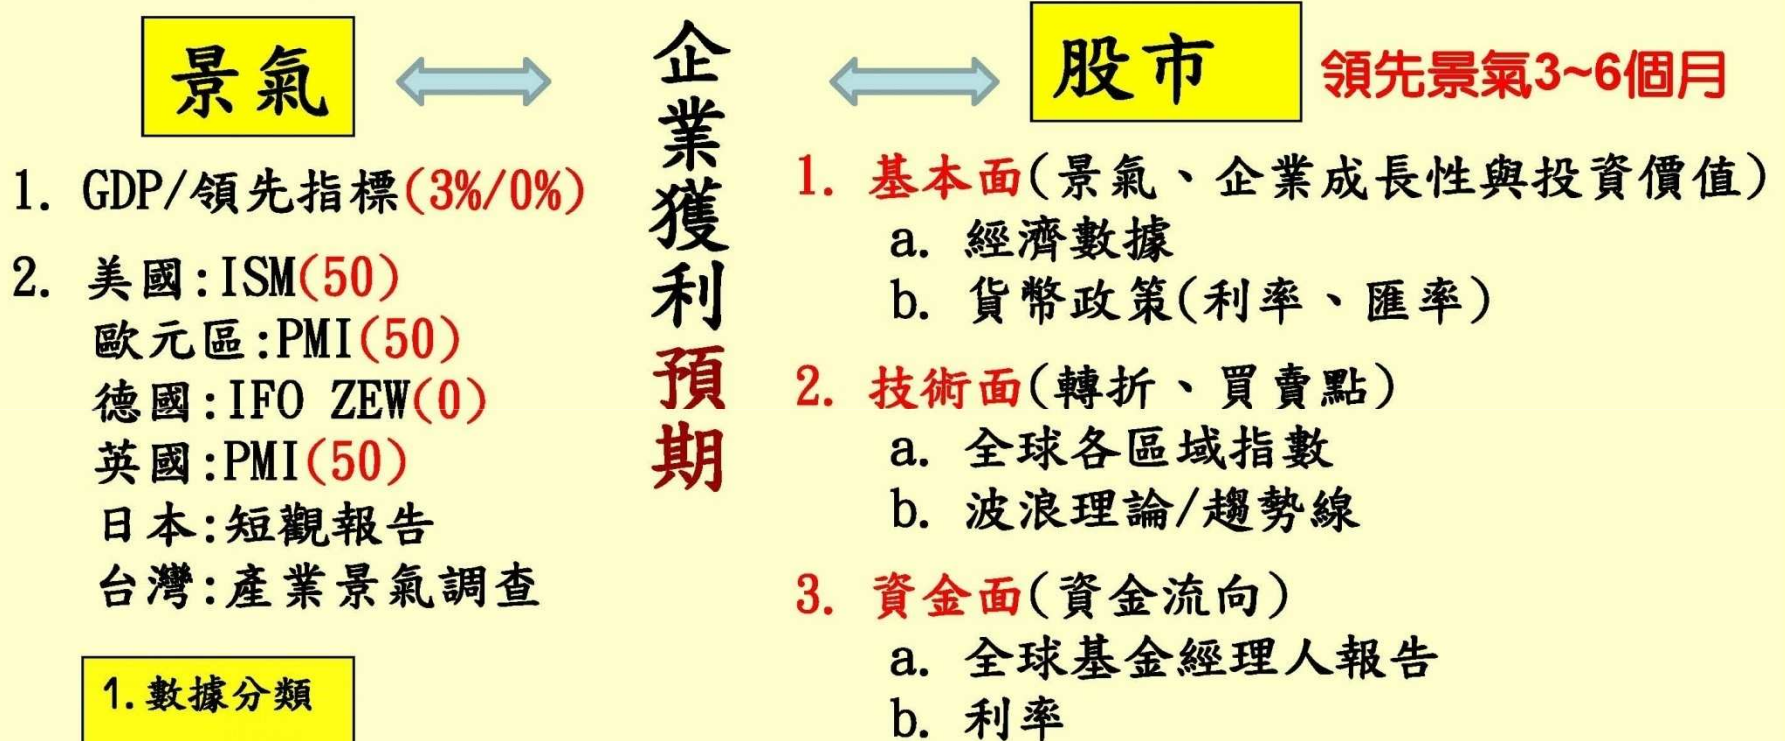 景氣
1. GDP/領先指標(3%/0%)
2. 美國:ISM(50)
歐元區:PMI(50)
德國:IFO ZEW(0)
英國:PMI(50)
日本:短觀報告
台灣:產業景氣調查
1.數據分類
企業獲利預期
股市
領先景氣3~6個月
1. 基本面(景氣、企業成長性與投資價值)
a. 經濟數據
b. 貨幣政策(利率、匯率)
2. 技術面(轉折、買賣點)
a. 全球各區域指數
b. 波浪理論/趨勢線
3. 資金面(資金流向)
a. 全球基金經理人報告
b. 利率